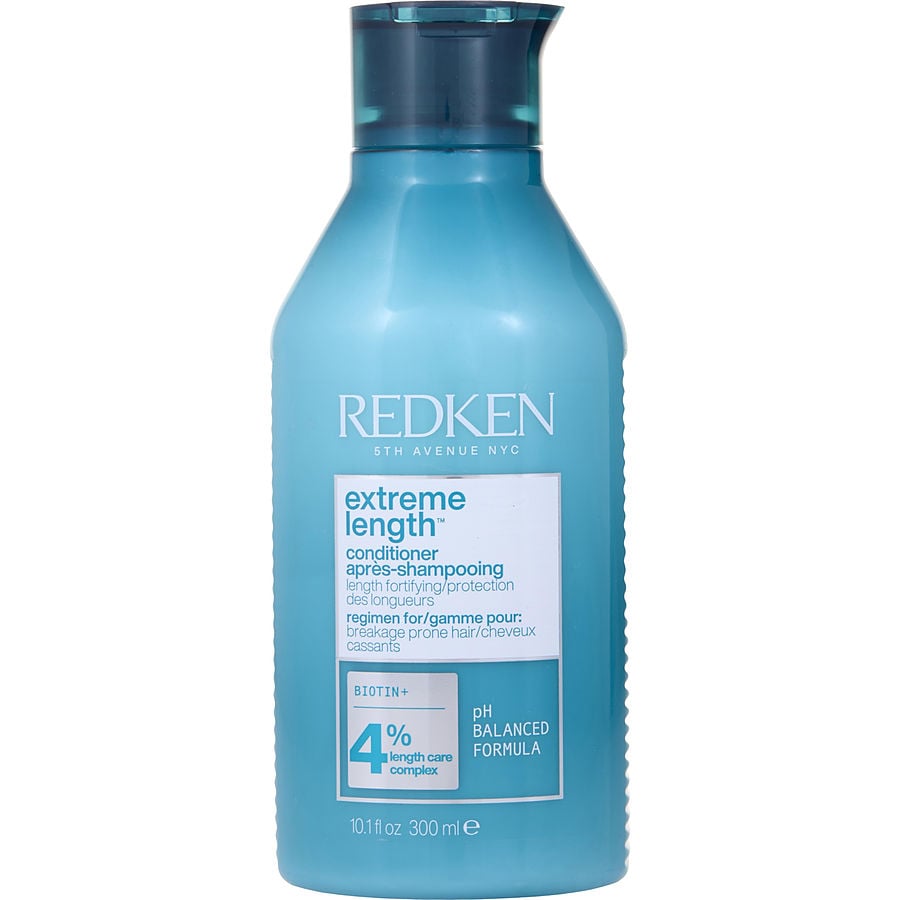 REDKEN
5TH AVENUE NYC
extreme
length™
conditioner
après-shampooing
length fortifying/protection
des longueurs
regimen for/gamme pour:
breakage prone hair/cheveux
cassants
BIOTIN+
4%
length care
complex
pH
BALANCED
FORMULA
10.1 fl oz 300 ml e